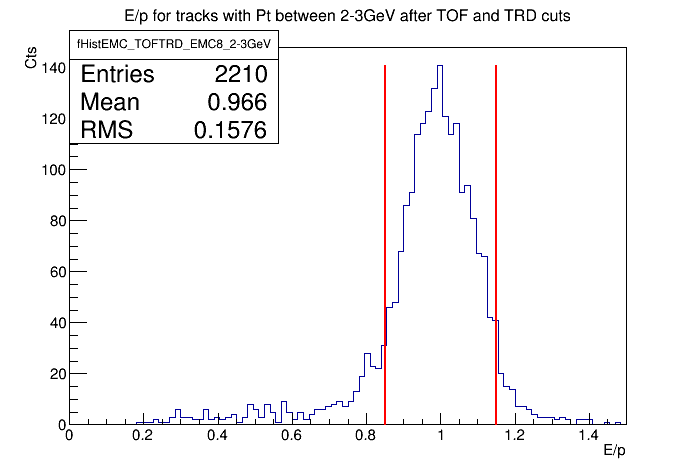 E/p for tracks with Pt between 2-3GeV after TOF and TRD cuts
fHistEMC_TOFTRD_EMC8_2-3GeV
Entries 2210
Mean 0.966
RMS 0.1576
Cts
140
120
100
80
60
40
20
0
0 0.2 0.4 0.6 0.8 1 1.2 1.4
E/p